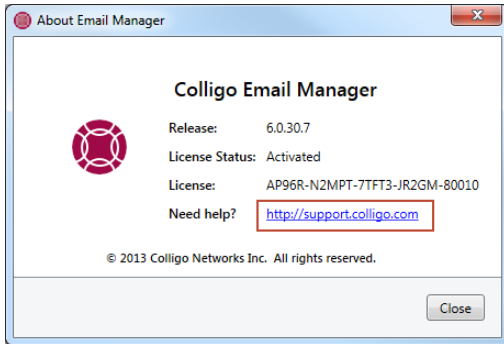 About Email Manager
Colligo Email Manager
Release: 6.0.30.7
License Status: Activated
License: AP96R-N2MPT-7TFT3-JR2GM-80010
Need help? http://support.colligo.com
© 2013 Colligo Networks Inc. All rights reserved.
Close